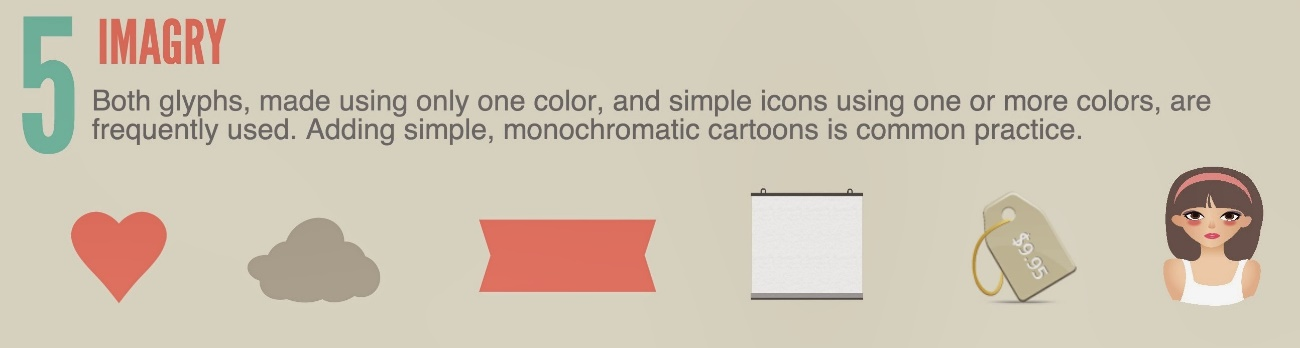 5
IMAGRY
Both glyphs, made using only one color, and simple icons using one or more colors, are
frequently used. Adding simple, monochromatic cartoons is common practice.
$9.95